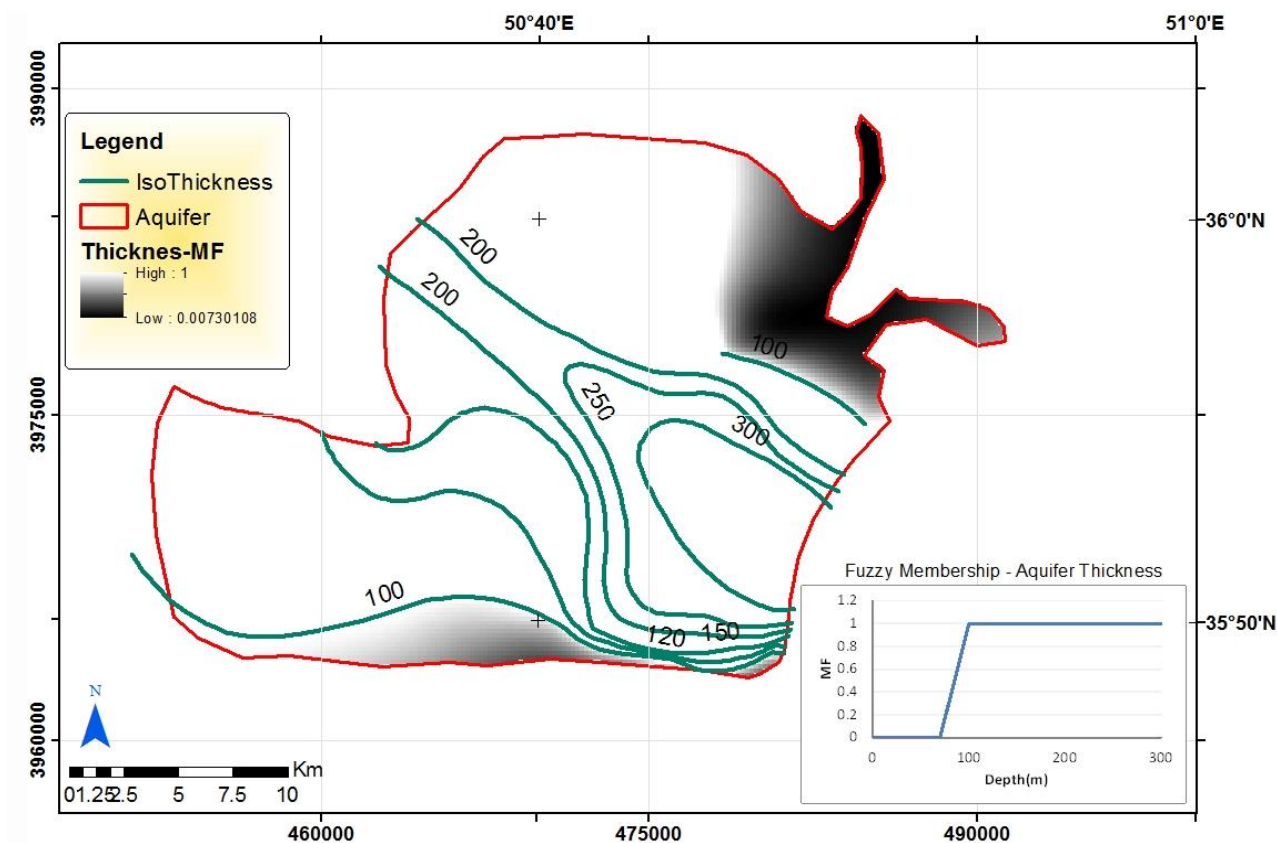 50°40'E
51°0'E
3990000
Legend
IsoThickness
Aquifer
Thicknes-MF
High : 1
Low : 0.00730108
36°0'N
200
200
100
250
300
3975000
100
120
150
35°50'N
Fuzzy Membership - Aquifer Thickness
1.2
1
0.8
0.6
0.4
0.2
0
MF
0
100
200
300
Depth(m)
N
3960000
Km
01.252.5
5
7.5
10
460000
475000
490000